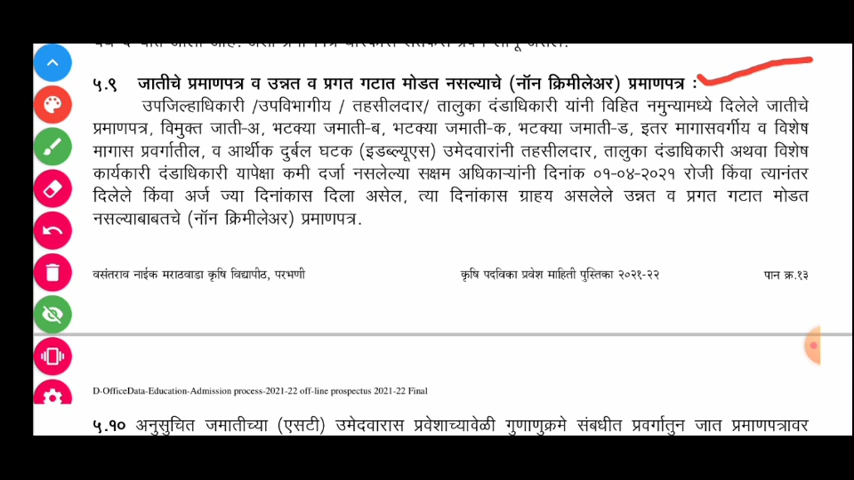 ५.९ जातीचे प्रमाणपत्र व उन्नत व प्रगत गटात मोडत नसल्याचे (नॉन क्रिमीलेअर) प्रमाणपत्र :
उपजिल्हाधिकारी /उपविभागीय / तहसीलदार/ तालुका दंडाधिकारी यांनी विहित नमुन्यामध्ये दिलेले जातीचे
प्रमाणपत्र, विमुक्त जाती-अ, भटक्या जमाती-ब, भटक्या जमाती-क, भटक्या जमाती-ड, इतर मागासवर्गीय व विशेष
मागास प्रवर्गातील, व आर्थीक दुर्बल घटक (इडब्ल्यूएस) उमेदवारांनी तहसीलदार, तालुका दंडाधिकारी अथवा विशेष
कार्यकारी दंडाधिकारी यापेक्षा कमी दर्जा नसलेल्या सक्षम अधिकाऱ्यांनी दिनांक ०१-०४-२०२१ रोजी किंवा त्यानंतर
दिलेले किंवा अर्ज ज्या दिनांकास दिला असेल, त्या दिनांकास ग्राहय असलेले उन्नत व प्रगत गटात मोडत
नसल्याबाबतचे (नॉन क्रिमीलेअर) प्रमाणपत्र.
वसंतराव नाईक मराठवाडा कृषि विद्यापीठ, परभणी कृषि पदविका प्रवेश माहिती पुस्तिका २०२१-२२ पान क्र.१३
D-OfficeData-Education-Admission process-2021-22 off-line prospectus 2021-22 Final
५.१० अनुसुचित जमातीच्या (एसटी) उमेदवारास प्रवेशाच्यावेळी गुणाणुक्रमे संबधीत प्रवर्गातुन जात प्रमाणपत्रावर